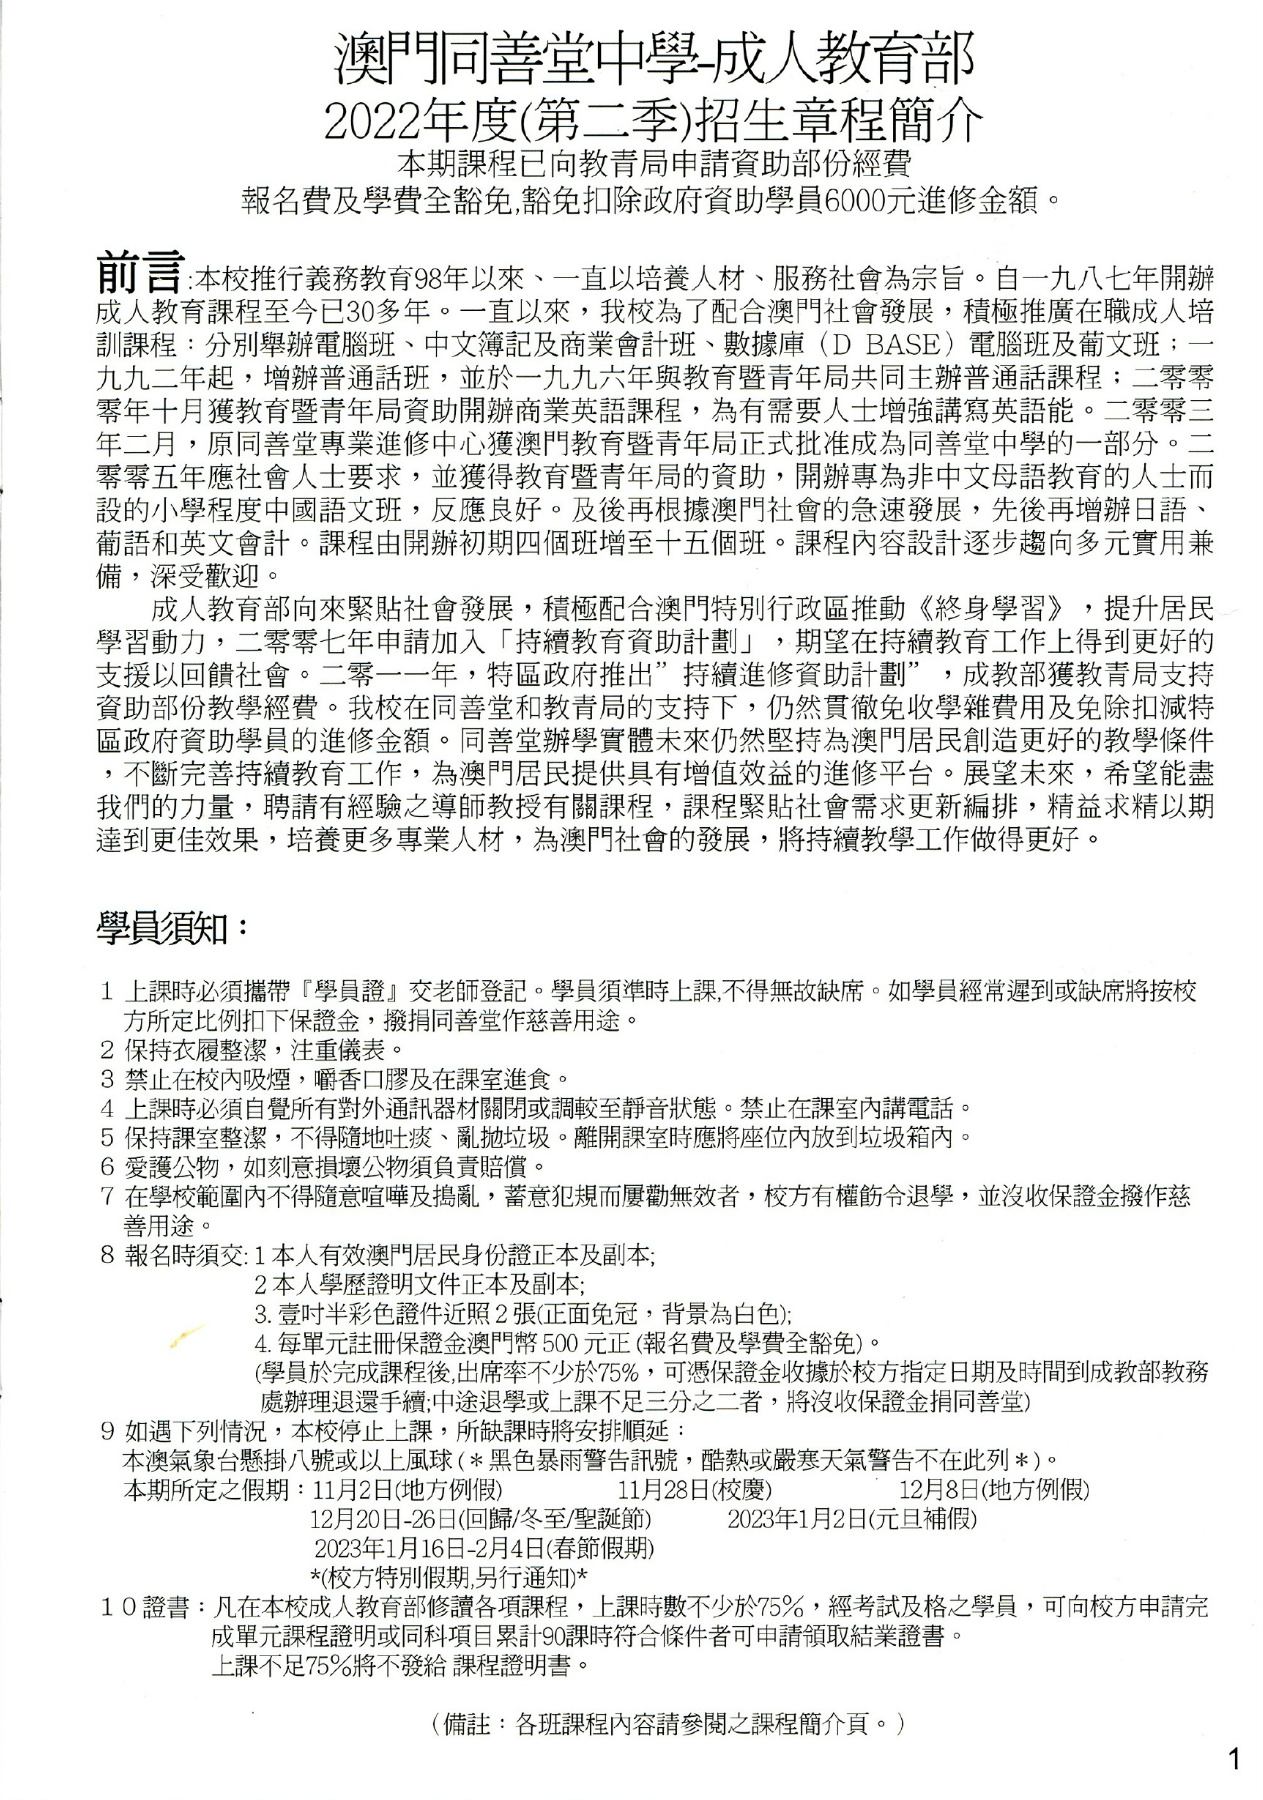 澳門同善堂中學-成人教育部
2022年度(第二季)招生章程簡介
本期課程已向教青局申請資助部份經費
報名費及學費全豁免,豁免扣除政府資助學員6000元進修金額。
前言:本校推行義務教育98年以來、一直以培養人材、服務社會為宗旨。自一九八七年開辦
成人教育課程至今已30多年。一直以來，我校為了配合澳門社會發展，積極推廣在職成人培
訓課程：分別舉辦電腦班、中文簿記及商業會計班、數據庫（D BASE）電腦班及葡文班；一
九九二年起，增辦普通話班，並於一九九六年與教育暨青年局共同主辦普通話課程；二零零
零年十月獲教育暨青年局資助開辦商業英語課程，為有需要人士增強講寫英語能。二零零三
年二月，原同善堂專業進修中心獲澳門教育暨青年局正式批准成為同善堂中學的一部分。二
零零五年應社會人士要求，並獲得教育暨青年局的資助，開辦專為非中文母語教育的人士而
設的小學程度中國語文班，反應良好。及後再根據澳門社會的急速發展，先後再增辦日語、
葡語和英文會計。課程由開辦初期四個班增至十五個班。課程內容設計逐步趨向多元實用兼
備，深受歡迎。
成人教育部向來緊貼社會發展，積極配合澳門特別行政區推動《終身學習》，提升居民
學習動力，二零零七年申請加入「持續教育資助計劃」，期望在持續教育工作上得到更好的
支援以回饋社會。二零一一年，特區政府推出”持續進修資助計劃”，成教部獲教青局支持
資助部份教學經費。我校在同善堂和教青局的支持下，仍然貫徹免收學雜費用及免除扣減特
區政府資助學員的進修金額。同善堂辦學實體未來仍然堅持為澳門居民創造更好的教學條件
，不斷完善持續教育工作，為澳門居民提供具有增值效益的進修平台。展望未來，希望能盡
我們的力量，聘請有經驗之導師教授有關課程，課程緊貼社會需求更新編排，精益求精以期
達到更佳效果，培養更多專業人材，為澳門社會的發展，將持續教學工作做得更好。
學員須知：
1 上課時必須攜帶『學員證』交老師登記。學員須準時上課,不得無故缺席。如學員經常遲到或缺席將按校
方所定比例扣下保證金，撥捐同善堂作慈善用途。
2 保持衣履整潔，注重儀表。
3 禁止在校內吸煙，嚼香口膠及在課室進食。
4 上課時必須自覺所有對外通訊器材關閉或調較至靜音狀態。禁止在課室內講電話。
5 保持課室整潔，不得隨地吐痰、亂拋垃圾。離開課室時應將座位內放到垃圾箱內。
6 愛護公物，如刻意損壞公物須負責賠償。
7 在學校範圍內不得隨意喧嘩及搗亂，蓄意犯規而屢勸無效者，校方有權飭令退學，並沒收保證金撥作慈
善用途。
8 報名時須交: 1 本人有效澳門居民身份證正本及副本;
2 本人學歷證明文件正本及副本;
3. 壹吋半彩色證件近照 2 張(正面免冠，背景為白色);
4. 每單元註冊保證金澳門幣 500 元正 (報名費及學費全豁免)。
(學員於完成課程後,出席率不少於75%，可憑保證金收據於校方指定日期及時間到成教部教務
處辦理退還手續;中途退學或上課不足三分之二者，將沒收保證金捐同善堂)
9 如遇下列情況，本校停止上課，所缺課時將安排順延：
本澳氣象台懸掛八號或以上風球 (＊黑色暴雨警告訊號，酷熱或嚴寒天氣警告不在此列＊)。
本期所定之假期：11月2日(地方例假) 11月28日(校慶) 12月8日(地方例假)
12月20日-26日(回歸/冬至/聖誕節) 2023年1月2日(元旦補假)
2023年1月16日-2月4日(春節假期)
*(校方特別假期,另行通知)*
10 證書：凡在本校成人教育部修讀各項課程，上課時數不少於75%，經考試及格之學員，可向校方申請完
成單元課程證明或同科項目累計90課時符合條件者可申請領取結業證書。
上課不足75%將不發給 課程證明書。
（備註：各班課程內容請參閱之課程簡介頁。）
1